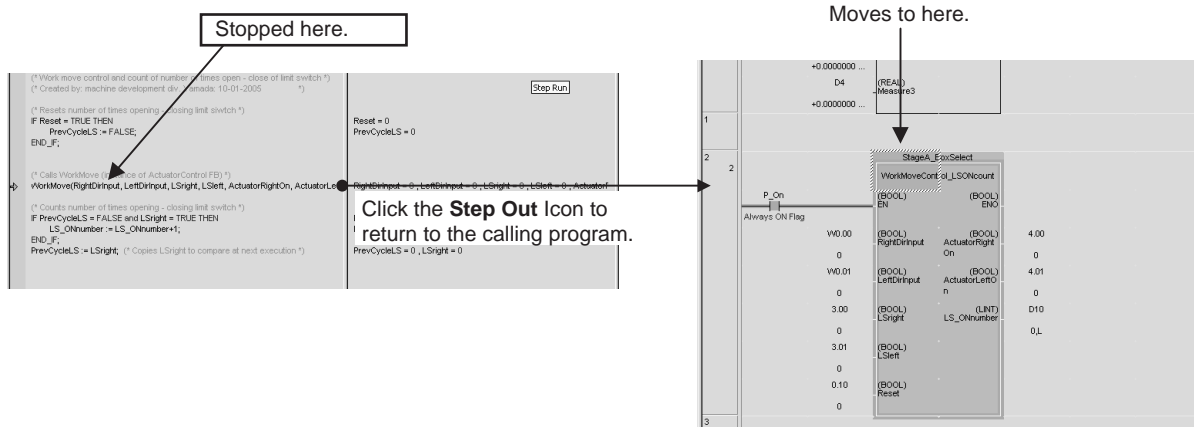 Stopped here.
Moves to here.
(* Work move control and count of number of times open - close of limit switch *)
(* Created by: machine development div. Yamada: 10-01-2005 *)
Step Run
(* Resets number of times opening - closing limit siwtch *)
IF Reset = TRUE THEN
PrevCycleLS := FALSE;
END_IF;
Reset = 0
PrevCycleLS = 0
(* Calls WorkMove (instance of ActuatorControl FB) *)
WorkMove(RightDirInput, LeftDirInput, LSright, LSleft, ActuatorRightOn, ActuatorLe
RightDirInput = 0 , LeftDirInput = 0 , LSright = 0 , LSleft = 0 , Actuatorf
(* Counts number of times opening - closing limit switch *)
IF PrevCycleLS = FALSE and LSright = TRUE THEN
LS_ONnumber := LS_ONnumber+1;
END_IF;
PrevCycleLS := LSright; (* Copies LSright to compare at next execution *)
PrevCycleLS = 0 , LSright = 0
Click the Step Out Icon to
return to the calling program.
+0.0000000 ...
D4 (REAL)
Measure3
+0.0000000 ...
1
2
2
StageA_BoxSelect
WorkMoveControl_LSONcount
P_On
Always ON Flag
(BOOL) (BOOL)
EN ENO
W0.00 (BOOL) (BOOL) 4.00
RightDirInput ActuatorRight
On
0 0
W0.01 (BOOL) (BOOL) 4.01
LeftDirInput ActuatorLeftO
n
0 0
3.00 (BOOL) (LINT) D10
LSright LS_ONnumber
0 0,L
3.01 (BOOL)
LSleft
0
0.10 (BOOL)
Reset
0
3